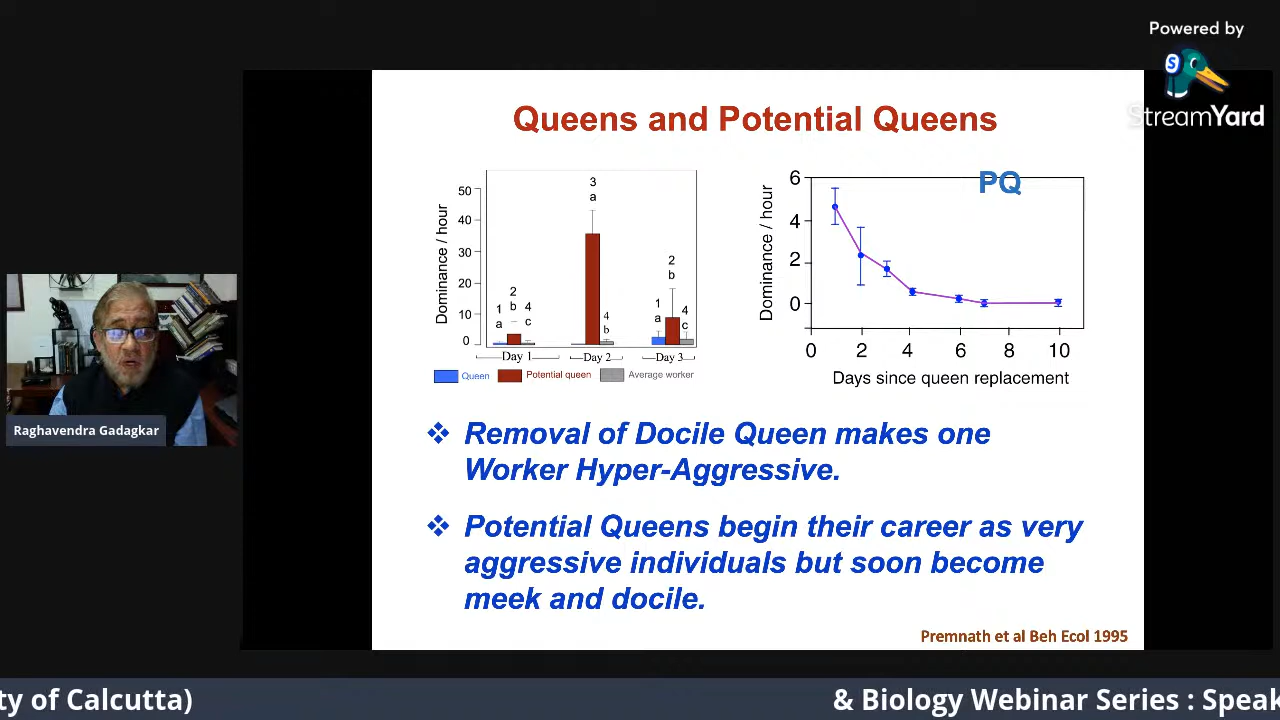 Powered by
StreamYard
Queens and Potential Queens
Dominance / hour
50
40
30
20
10
0
1
a
2
b
4
c
3
a
4
b
1
a
2
b
4
c
Day 1
Day 2
Day 3
Queen
Potential queen
Average worker
PQ
Dominance / hour
6
4
2
0
0
2
4
6
8
10
Days since queen replacement
❖ Removal of Docile Queen makes one
Worker Hyper-Aggressive.
❖ Potential Queens begin their career as very
aggressive individuals but soon become
meek and docile.
Premnath et al Beh Ecol 1995
Raghavendra Gadagkar
ty of Calcutta)
& Biology Webinar Series : Speak